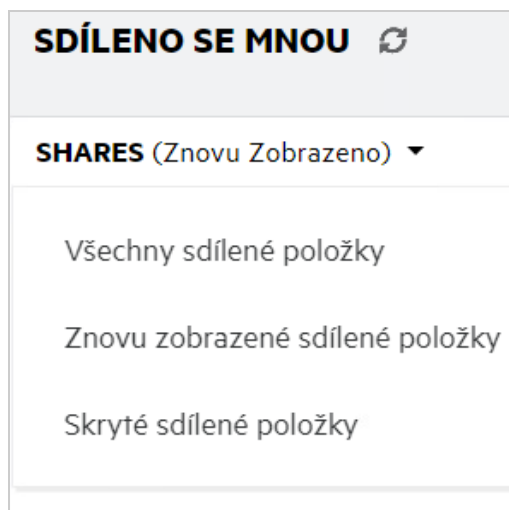 SDÍLENO SE MNOU
SHARES (Znovu Zobrazeno)
Všechny sdílené položky
Znovu zobrazené sdílené položky
Skryté sdílené položky